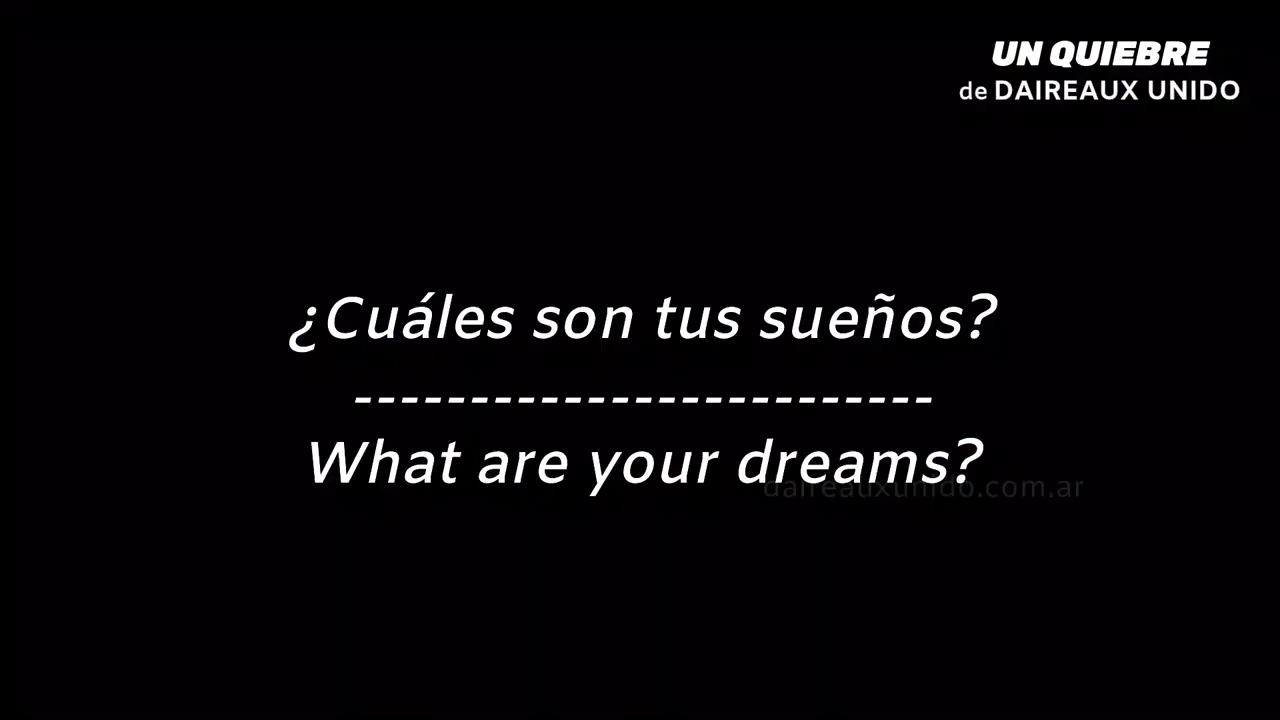 UN QUIEBRE
de DAIREAUX UNIDO
¿Cuáles son tus sueños?
-------------------------
What are your dreams?
daireauxunido.com.ar